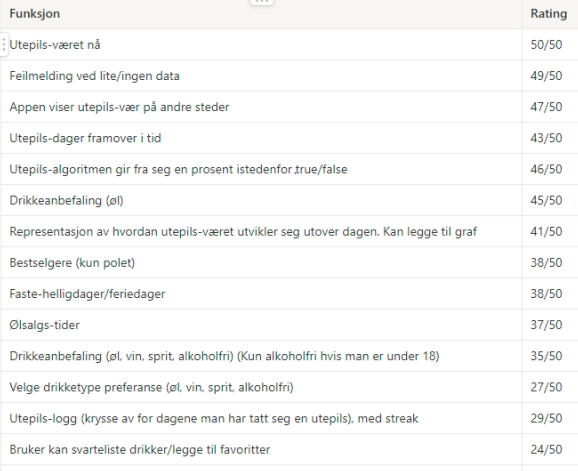 Funksjon Rating
Utepils-været nå 50/50
Feilmelding ved lite/ingen data 49/50
Appen viser utepils-vær på andre steder 47/50
Utepils-dager framover i tid 43/50
Utepils-algoritmen gir fra seg en prosent istedenfor,true/false 46/50
Drikkeanbefaling (øl) 45/50
Representasjon av hvordan utepils-været utvikler seg utover dagen. Kan legge til graf 41/50
Bestselgere (kun polet) 38/50
Faste-helligdager/feriedager 38/50
Ølsalgs-tider 37/50
Drikkeanbefaling (øl, vin, sprit, alkoholfri) (Kun alkoholfri hvis man er under 18) 35/50
Velge drikketype preferanse (øl, vin, sprit, alkoholfri) 27/50
Utepils-logg (krysse av for dagene man har tatt seg en utepils), med streak 29/50
Bruker kan svarteliste drikker/legge til favoritter 24/50